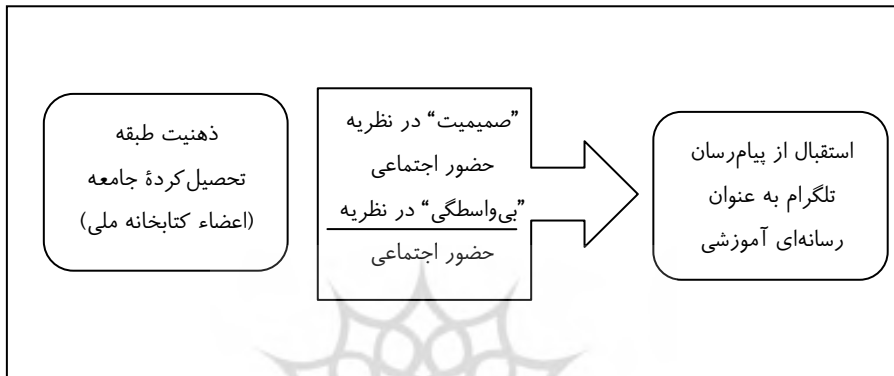 ذهنیت طبقه
تحصیل‌کردهٔ جامعه
(اعضاء کتابخانه ملی)
”صمیمیت“ در نظریه
حضور اجتماعی
”بی‌واسطگی“ در نظریه
حضور اجتماعی
استقبال از پیام‌رسان
تلگرام به عنوان
رسانه‌ای آموزشی